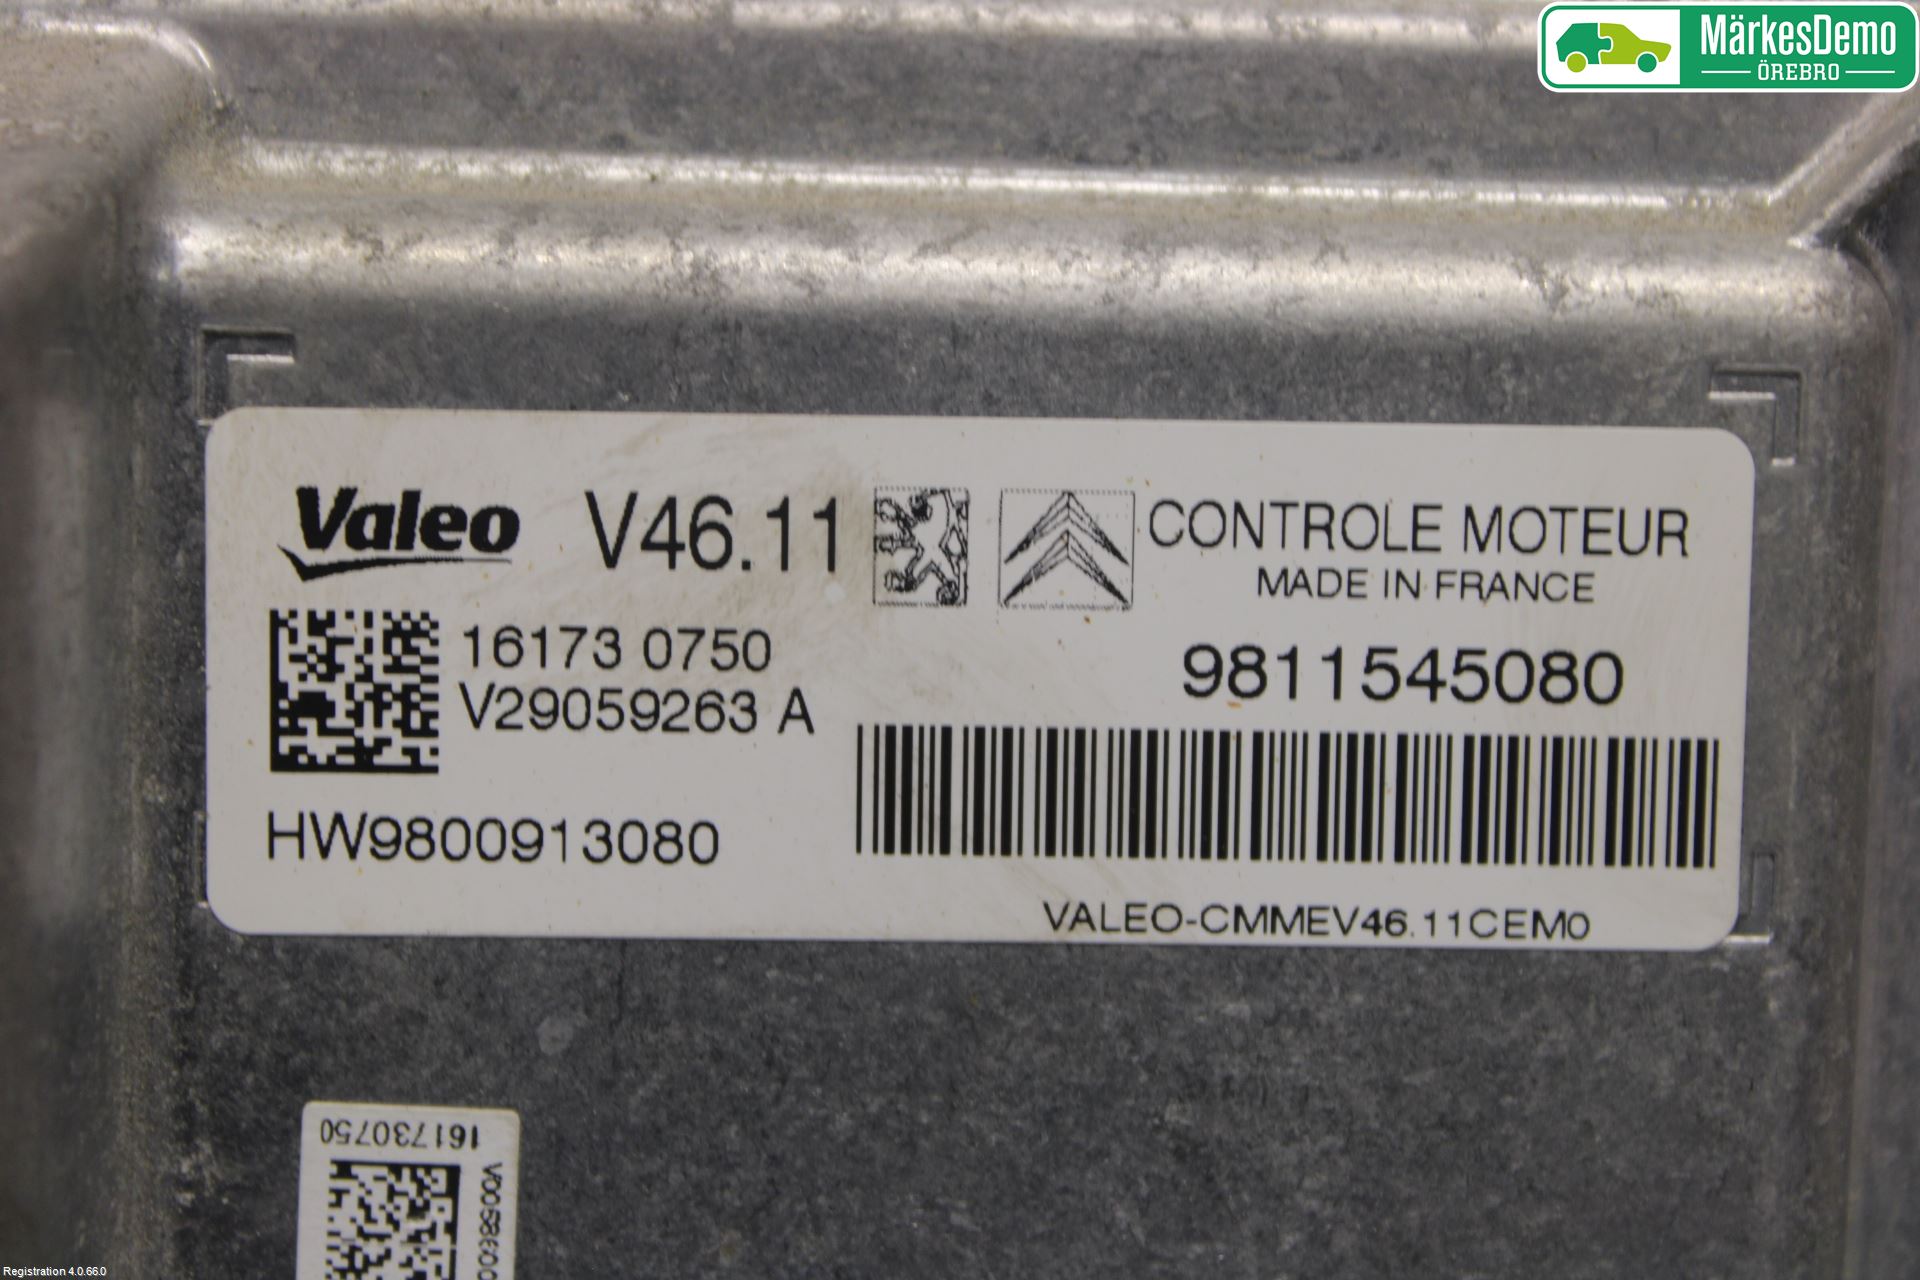 MärkesDemo
ÖREBRO
Valeo V46.11 CONTROLE MOTEUR
MADE IN FRANCE
16173 0750
V29059263 A
9811545080
HW9800913080
VALEO-CMMEV46.11CEM0
161730750
Registration 4.0.66.0